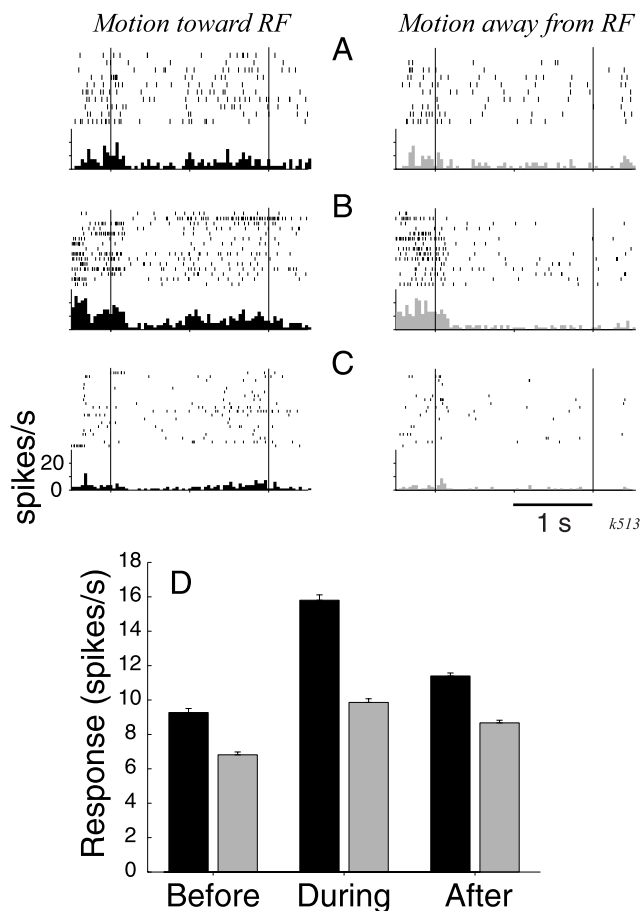 Motion toward RF
Motion away from RF
A
B
C
spikes/s
20
0
1 s
k513
D
Response (spikes/s)
18
16
14
12
10
8
6
4
2
0
Before During After